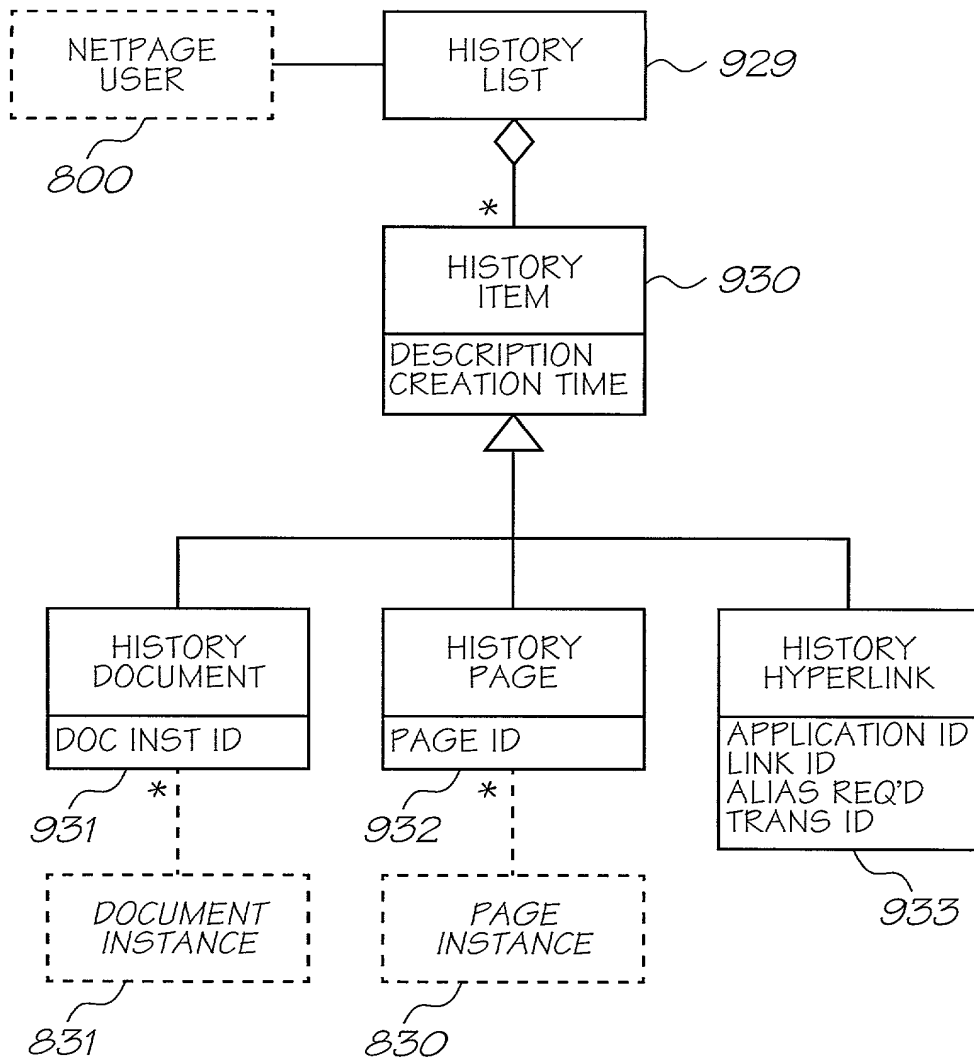 NETPAGE
USER
800
HISTORY
LIST
929
*
HISTORY
ITEM
930
DESCRIPTION
CREATION TIME
HISTORY
DOCUMENT
DOC INST ID
931
*
HISTORY
PAGE
PAGE ID
932
*
HISTORY
HYPERLINK
APPLICATION ID
LINK ID
ALIAS REQ'D
TRANS ID
933
DOCUMENT
INSTANCE
831
PAGE
INSTANCE
830